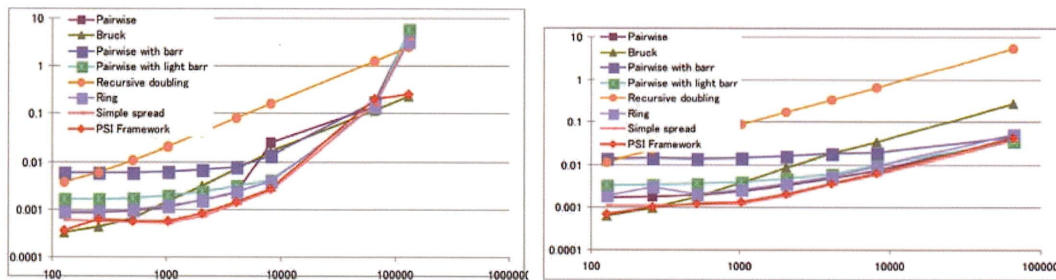 10
1
0.1
0.01
0.001
0.0001
100
1000
10000
100000
1000000
Pairwise
Bruck
Pairwise with barr
Pairwise with light barr
Recursive doubling
Ring
Simple spread
PSI Framework
10
1
0.1
0.01
0.001
0.0001
100
1000
10000
100000
Pairwise
Bruck
Pairwise with barr
Pairwise with light barr
Recursive doubling
Ring
Simple spread
PSI Framework